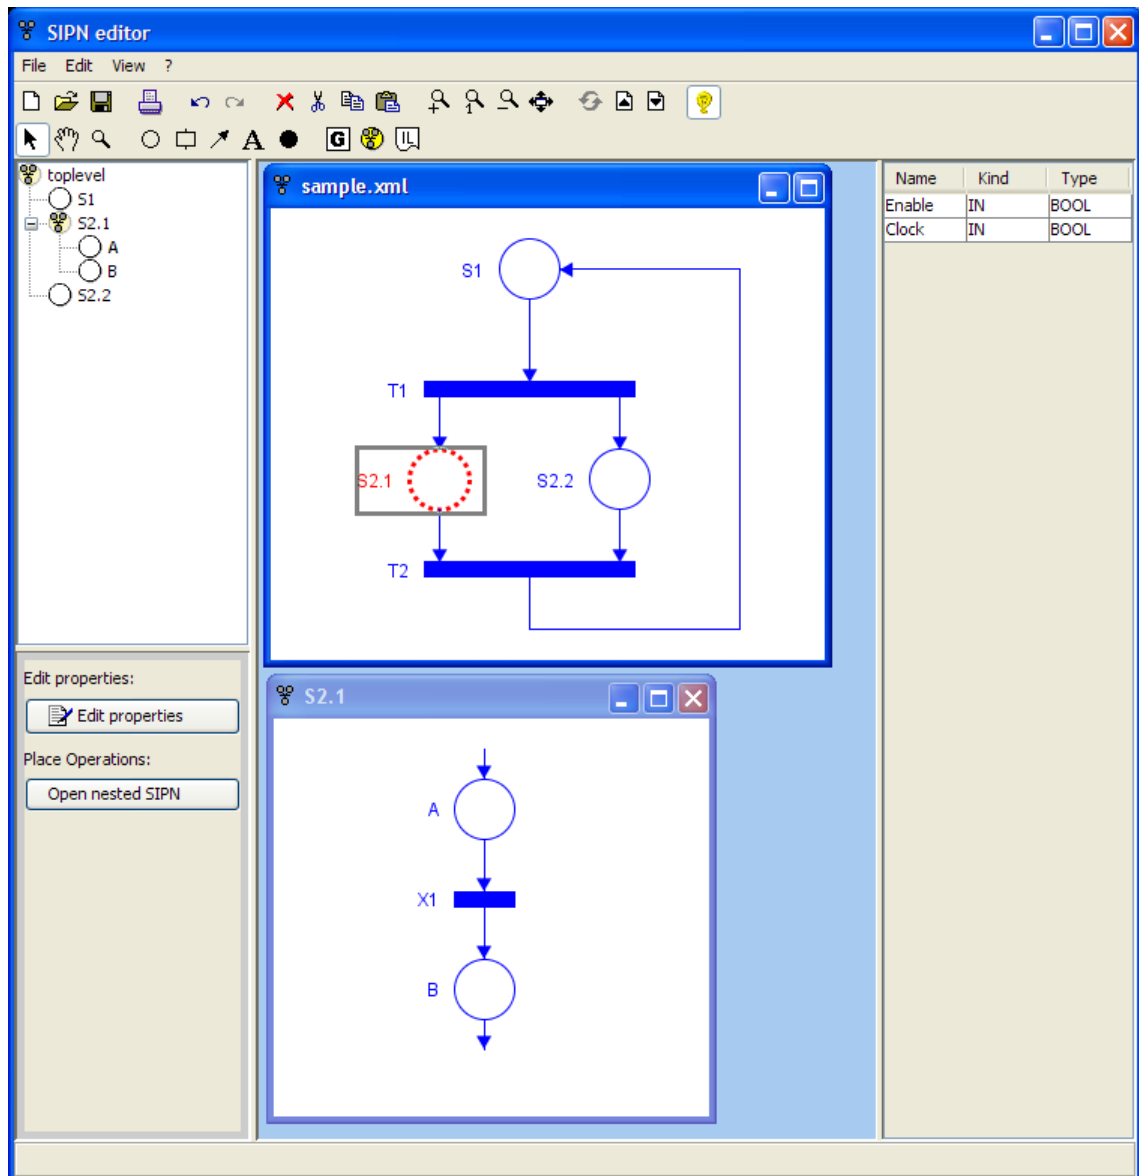 SIPN editor
File Edit View ?
A G IL
toplevel
S1
S2.1
A
B
S2.2
Edit properties:
Edit properties
Place Operations:
Open nested SIPN
sample.xml
S1
T1
S2.1 S2.2
T2
S2.1
A
X1
B
Name Kind Type
Enable IN BOOL
Clock IN BOOL